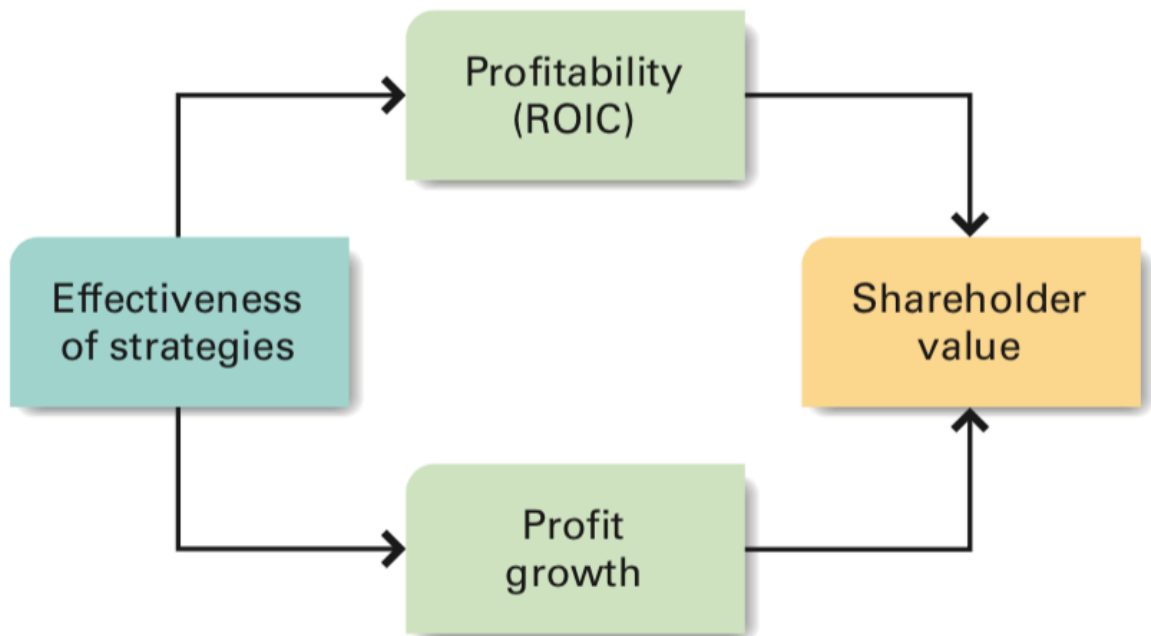 Profitability
(ROIC)
Effectiveness
of strategies
Shareholder
value
Profit
growth